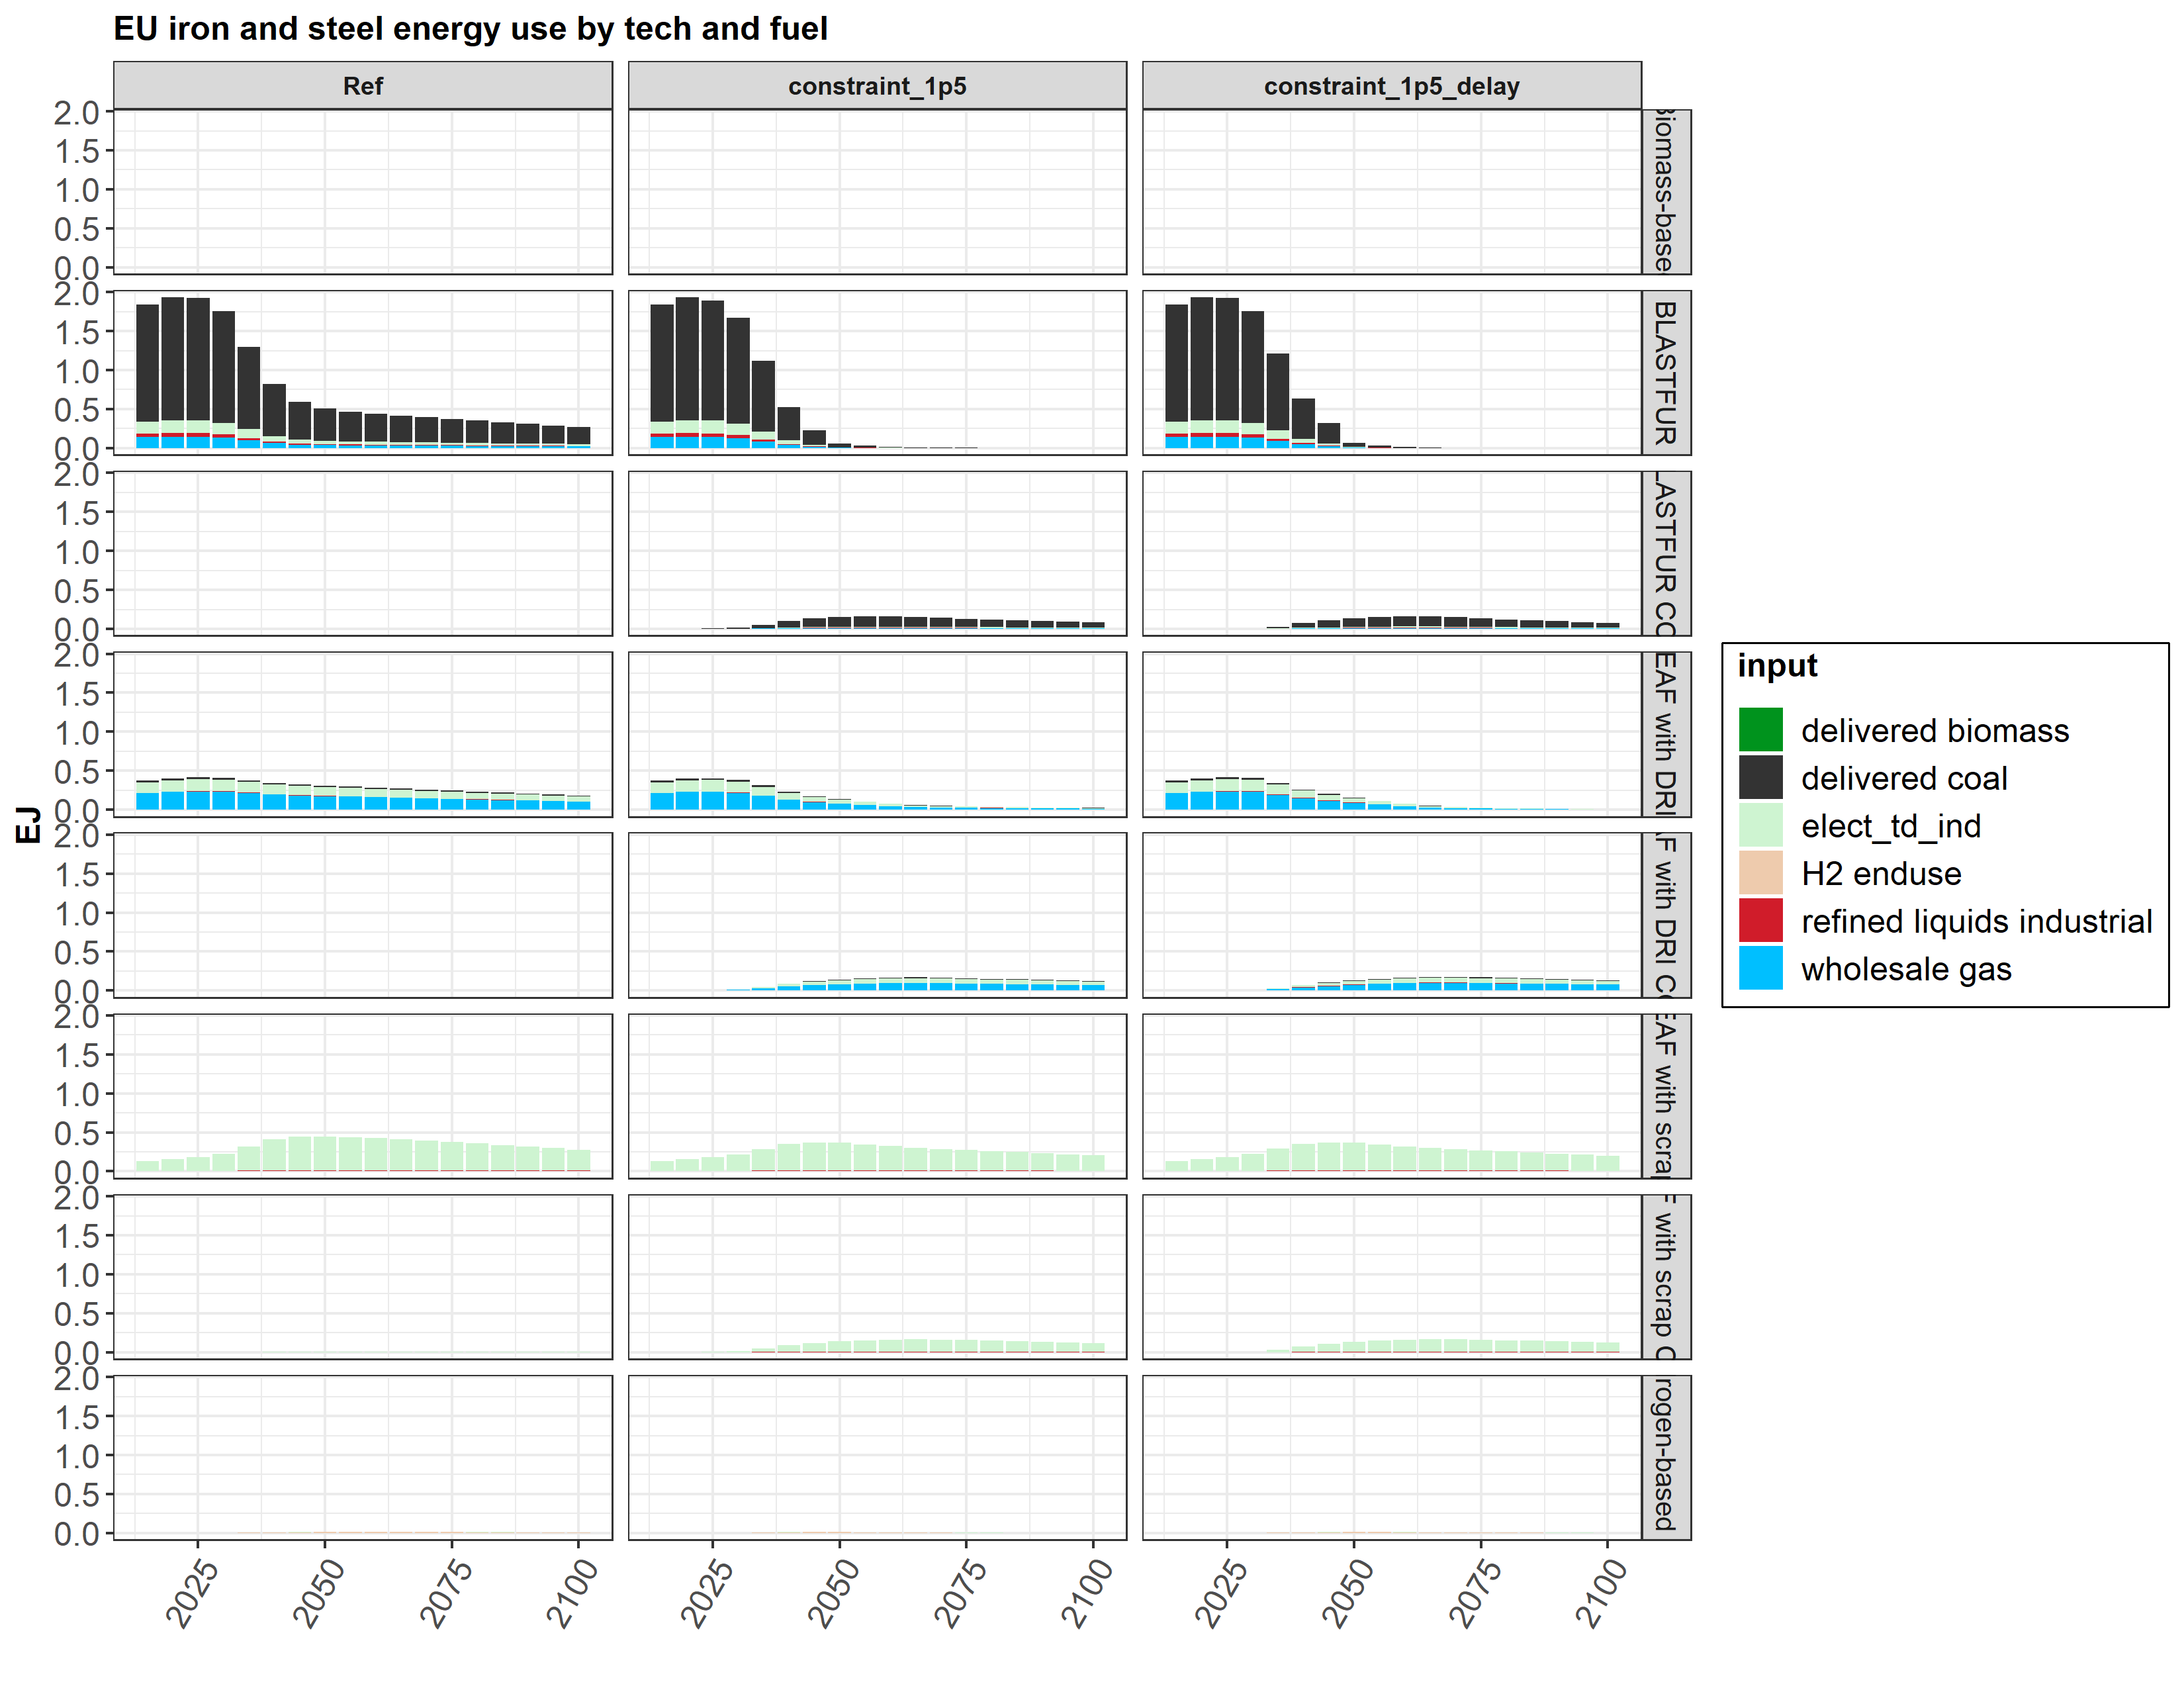 EU iron and steel energy use by tech and fuel
Ref
constraint_1p5
constraint_1p5_delay
2.0
1.5
1.0
0.5
0.0
Biomass-base
2.0
1.5
1.0
0.5
0.0
BLASTFUR
2.0
1.5
1.0
0.5
0.0
LASTFUR CC
2.0
1.5
1.0
0.5
0.0
EAF with DRI
2.0
1.5
1.0
0.5
0.0
AF with DRI CC
2.0
1.5
1.0
0.5
0.0
EAF with scrap
2.0
1.5
1.0
0.5
0.0
F with scrap C
2.0
1.5
1.0
0.5
0.0
rogen-based
EJ
2025
2050
2075
2100
2025
2050
2075
2100
2025
2050
2075
2100
input
delivered biomass
delivered coal
elect_td_ind
H2 enduse
refined liquids industrial
wholesale gas